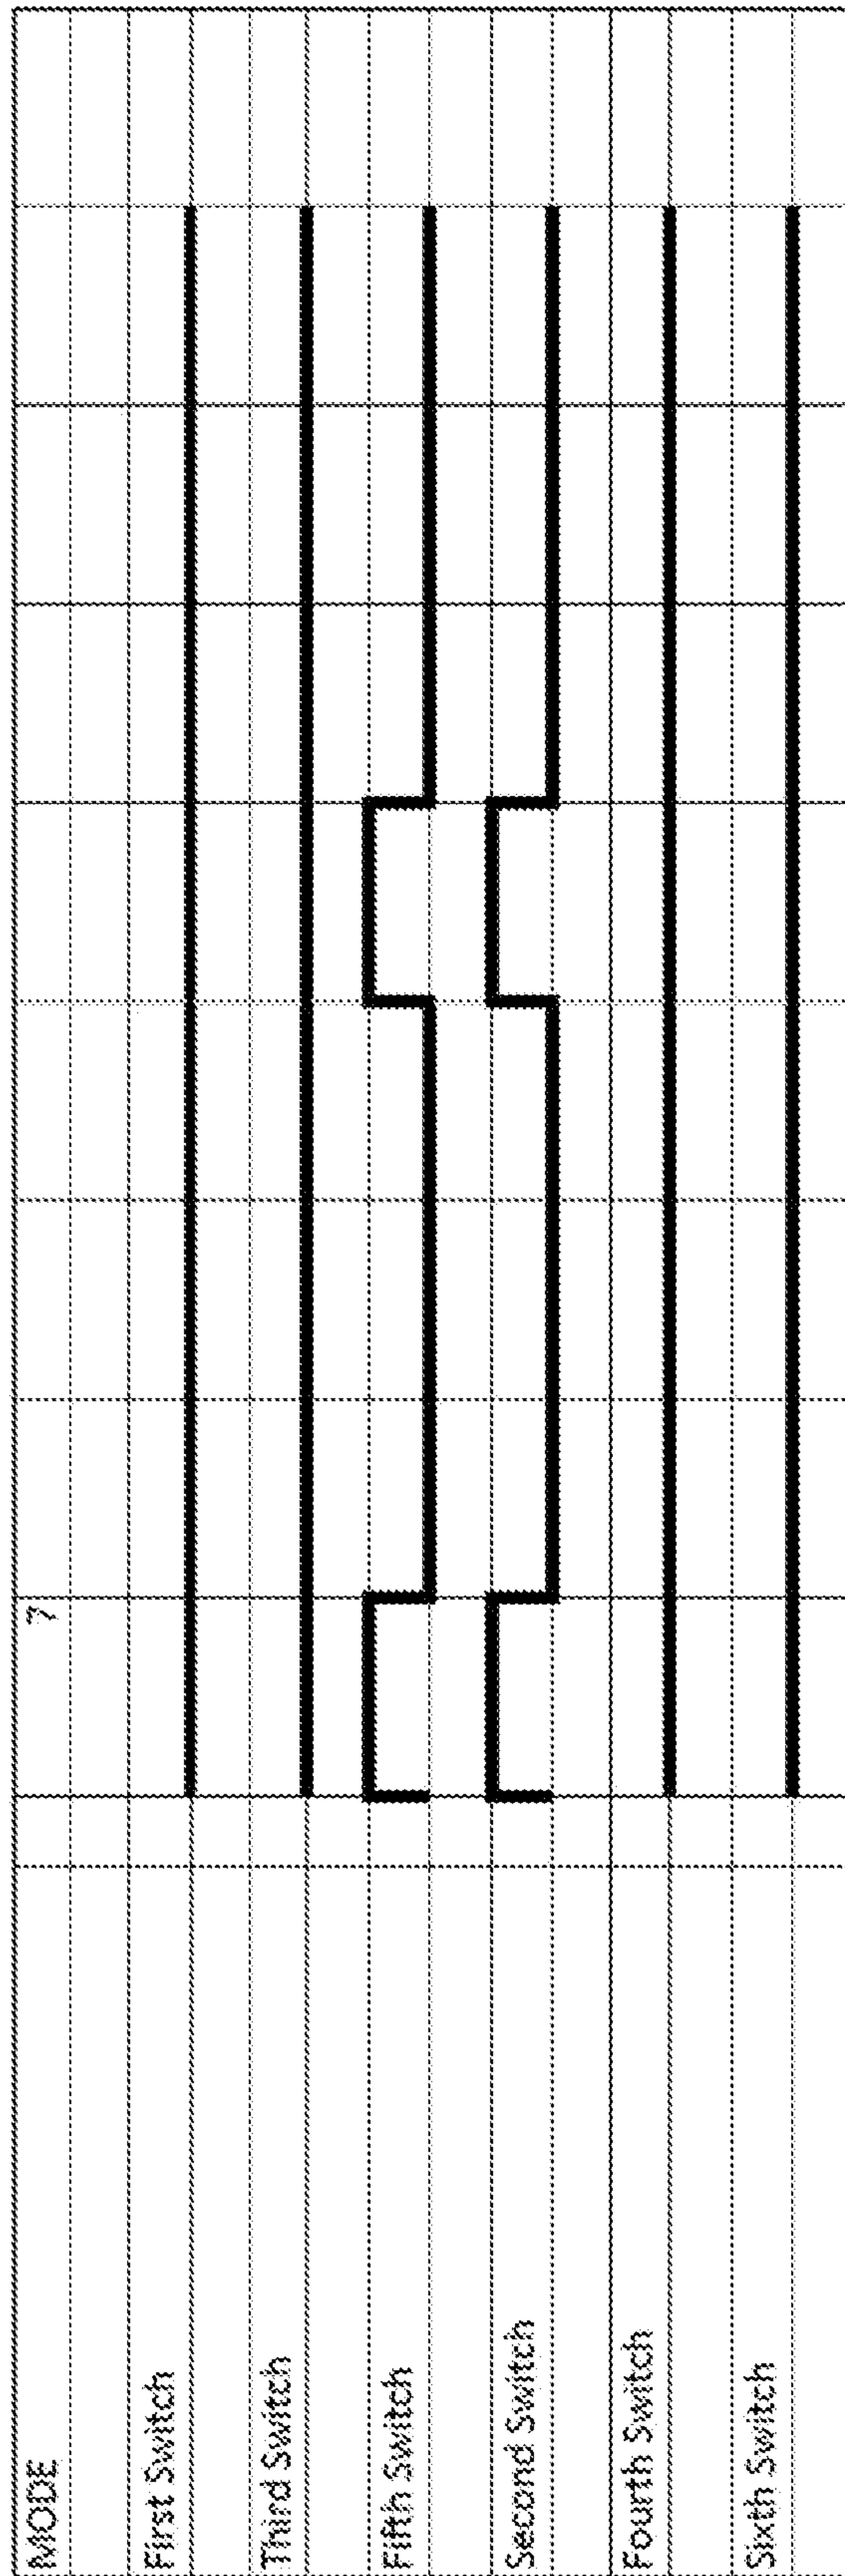 MODE 7
First Switch
Third Switch
Fifth Switch
Second Switch
Fourth Switch
Sixth Switch